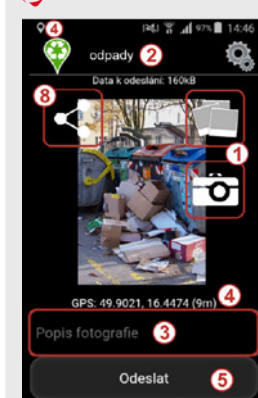 4
97% 14:46
odpady 2
Data k odeslání: 160kB
8
1
GPS: 49.9021, 16.4474 (9m) 4
Popis fotografie 3
Odeslat 5